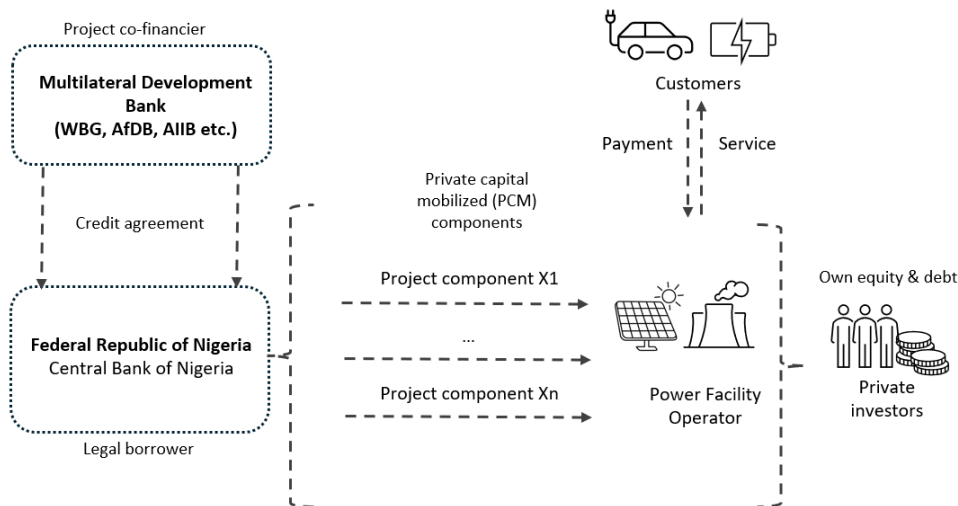 Project co-financier
Multilateral Development
Bank
(WBG, AfDB, AIIB etc.)
Credit agreement
Federal Republic of Nigeria
Central Bank of Nigeria
Legal borrower
Private capital
mobilized (PCM)
components
Project component X1
...
Project component Xn
Customers
Payment
Service
Power Facility
Operator
Own equity & debt
Private
investors